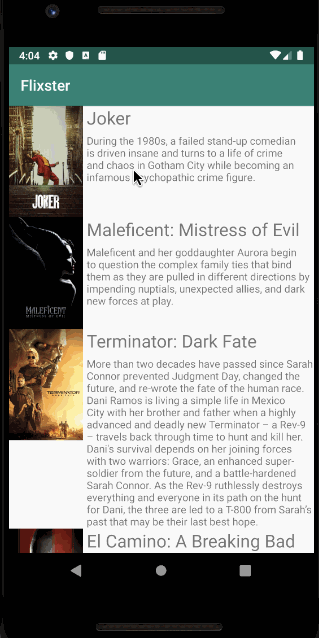 4:04
Flixster
Joker
During the 1980s, a failed stand-up comedian
is driven insane and turns to a life of crime
and chaos in Gotham City while becoming an
infamous psychopathic crime figure.
JOKER
Maleficent: Mistress of Evil
Maleficent and her goddaughter Aurora begin
to question the complex family ties that bind
them as they are pulled in different directions by
impending nuptials, unexpected allies, and dark
new forces at play.
MALEFICENT
Terminator: Dark Fate
More than two decades have passed since Sarah
Connor prevented Judgment Day, changed the
future, and re-wrote the fate of the human race.
Dani Ramos is living a simple life in Mexico
City with her brother and father when a highly
advanced and deadly new Terminator – a Rev-9
– travels back through time to hunt and kill her.
Dani's survival depends on her joining forces
with two warriors: Grace, an enhanced super-
soldier from the future, and a battle-hardened
Sarah Connor. As the Rev-9 ruthlessly destroys
everything and everyone in its path on the hunt
for Dani, the three are led to a T-800 from Sarah's
past that may be their last best hope.
TERMINATOR
El Camino: A Breaking Bad